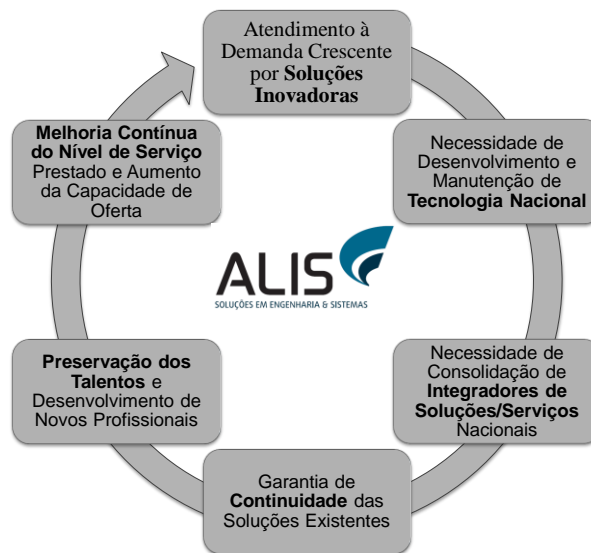 Atendimento à
Demanda Crescente
por Soluções
Inovadoras
Necessidade de
Desenvolvimento e
Manutenção de
Tecnologia Nacional
Necessidade de
Consolidação de
Integradores de
Soluções/Serviços
Nacionais
Garantia de
Continuidade das
Soluções Existentes
Preservação dos
Talentos e
Desenvolvimento de
Novos Profissionais
Melhoria Contínua
do Nível de Serviço
Prestado e Aumento
da Capacidade de
Oferta
ALIS
SOLUÇÕES EM ENGENHARIA & SISTEMAS